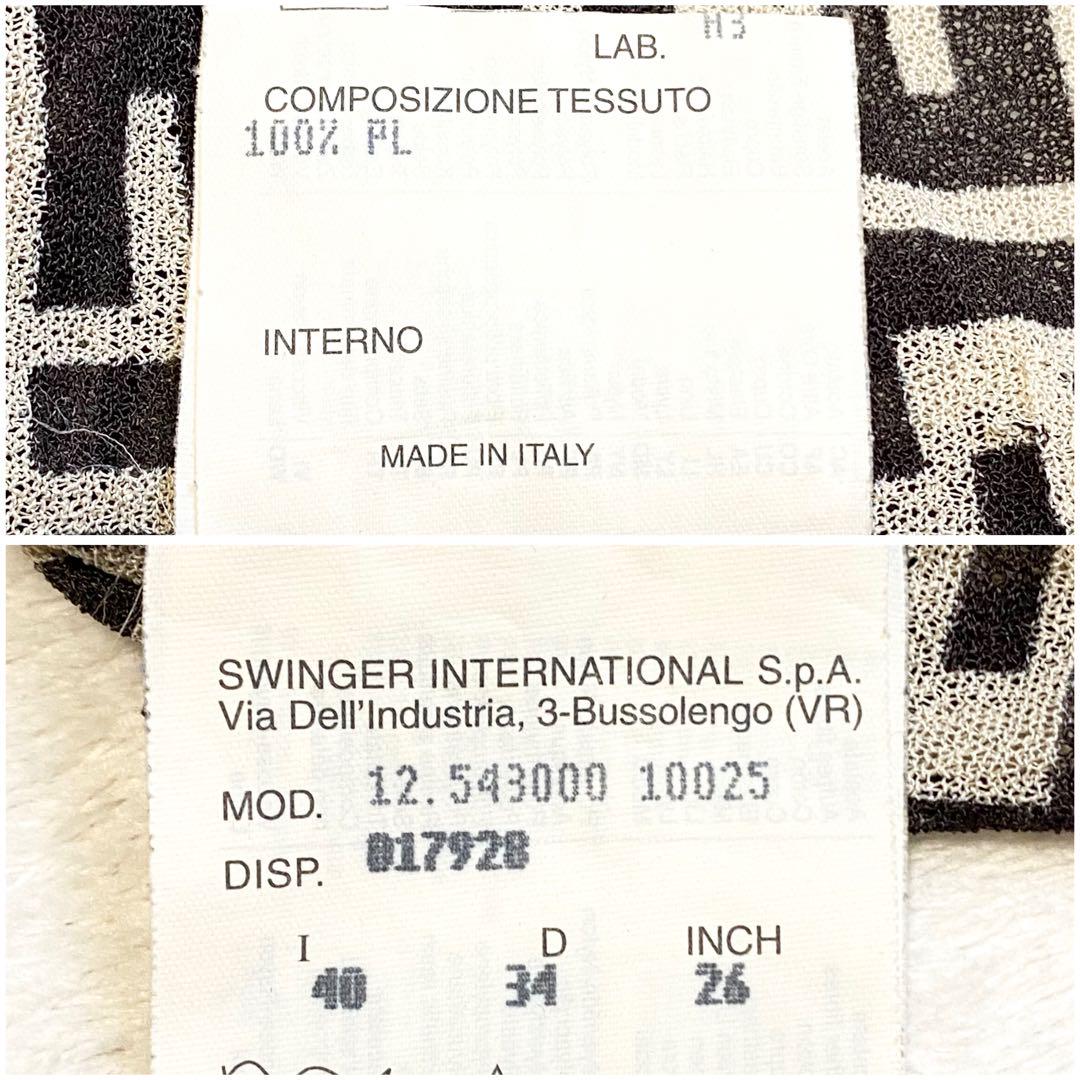 H3
LAB.
COMPOSIZIONE TESSUTO
100% PL
INTERNO
MADE IN ITALY
SWINGER INTERNATIONAL S.p.A.
Via Dell'Industria, 3-Bussolengo (VR)
MOD. 12.543000 10025
DISP. 017928
I D INCH
40 34 26